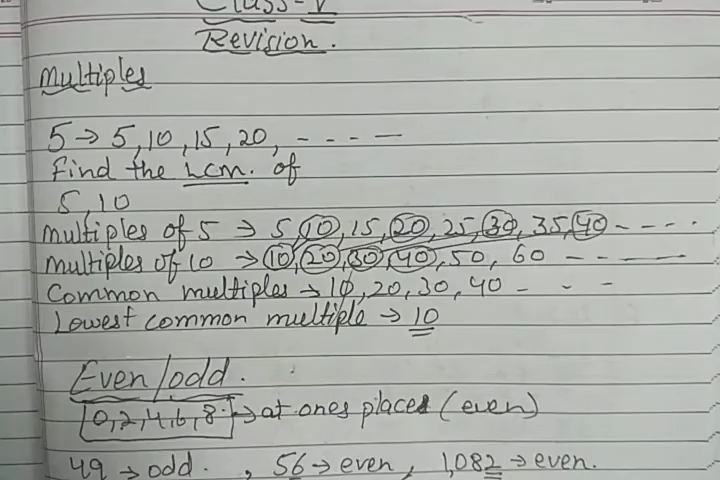 Class-V
Revision.
Multiples
5 → 5, 10, 15, 20, - - - -
Find the LCM. of
5, 10
Multiples of 5 → 5, 10, 15, 20, 25, 30, 35, 40 - - - - .
Multiples of 10 → 10, 20, 30, 40, 50, 60 - - - -
Common multiples → 10, 20, 30, 40 - - -
Lowest common multiple → 10
Even/odd.
0, 2, 4, 6, 8. → at ones place (even)
49 → odd. , 56 → even, 1,082 → even.